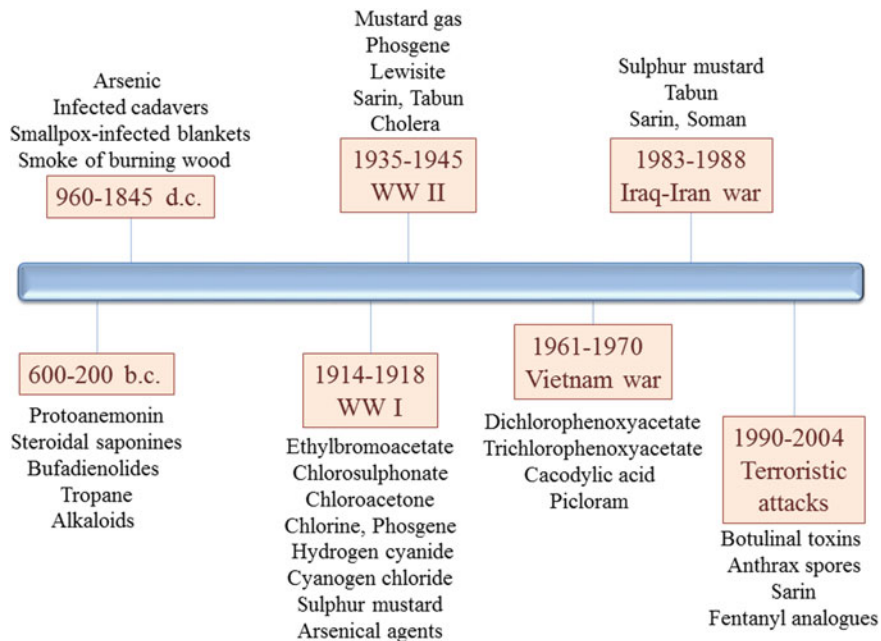 Arsenic
Infected cadavers
Smallpox-infected blankets
Smoke of burning wood
960-1845 d.c.
Mustard gas
Phosgene
Lewisite
Sarin, Tabun
Cholera
1935-1945
WW II
Sulphur mustard
Tabun
Sarin, Soman
1983-1988
Iraq-Iran war
600-200 b.c.
Protoanemonin
Steroidal saponines
Bufadienolides
Tropane
Alkaloids
1914-1918
WW I
Ethylbromoacetate
Chlorosulphonate
Chloroacetone
Chlorine, Phosgene
Hydrogen cyanide
Cyanogen chloride
Sulphur mustard
Arsenical agents
1961-1970
Vietnam war
Dichlorophenoxyacetate
Trichlorophenoxyacetate
Cacodylic acid
Picloram
1990-2004
Terroristic
attacks
Botulinal toxins
Anthrax spores
Sarin
Fentanyl analogues